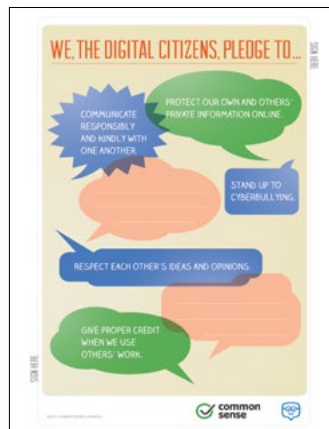 WE, THE DIGITAL CITIZENS, PLEDGE TO...
SIGN HERE:
COMMUNICATE
RESPONSIBLY
AND KINDLY WITH
ONE ANOTHER.
PROTECT OUR OWN AND OTHERS'
PRIVATE INFORMATION ONLINE.
STAND UP TO
CYBERBULLYING.
RESPECT EACH OTHER'S IDEAS AND OPINIONS.
GIVE PROPER CREDIT
WHEN WE USE
OTHERS' WORK.
SIGN HERE:
common
sense